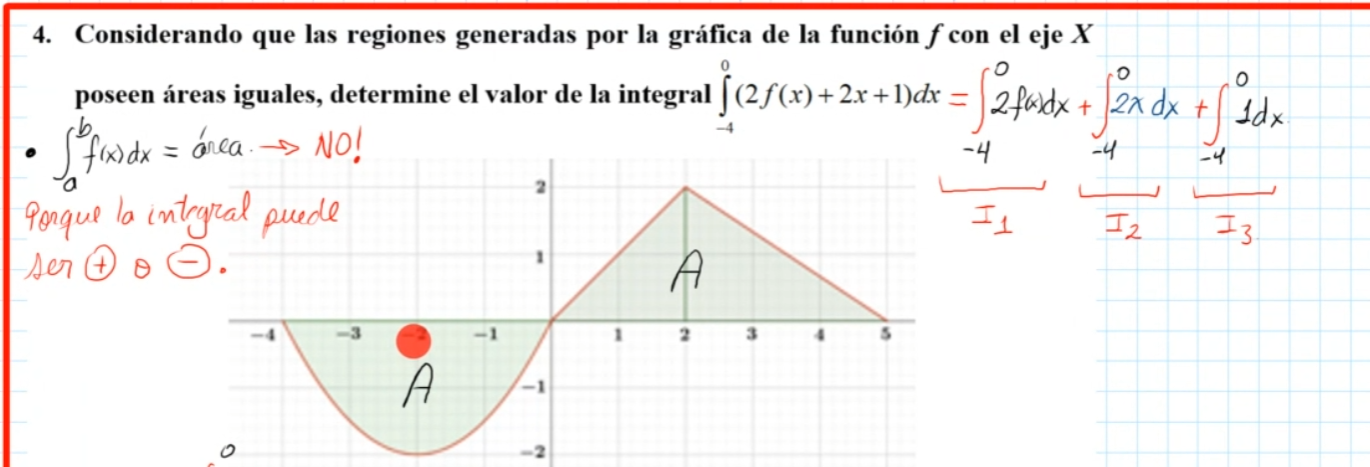 4. Considerando que las regiones generadas por la gráfica de la función f con el eje X
poseen áreas iguales, determine el valor de la integral ∫_{-4}^{0} (2f(x)+2x+1)dx = ∫_{-4}^{0} 2f(x)dx + ∫_{-4}^{0} 2x dx + ∫_{-4}^{0} 1dx
I₁ I₂ I₃
• ∫_{a}^{b} f(x)dx = área. → NO!
Porque la integral puede
ser ⊕ o ⊖.
2
1
A
-4 -3 -2 -1 1 2 3 4 5
A
-1
-2
0